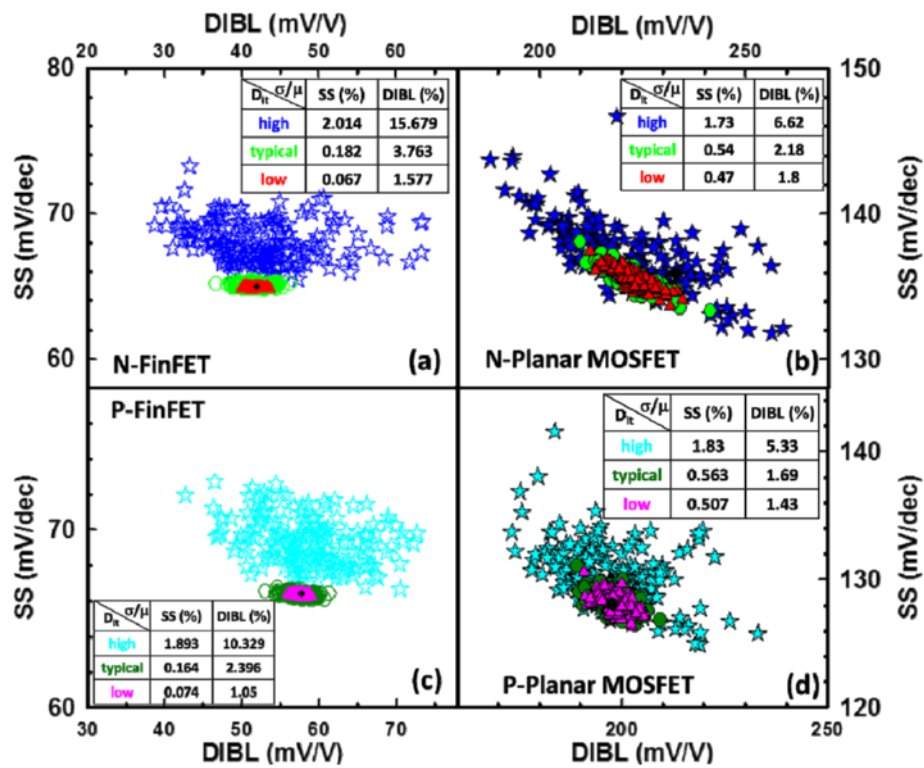 DIBL (mV/V) DIBL (mV/V)
20 30 40 50 60 200 250
80 150
SS (mV/dec) SS (mV/dec)
D_it σ/μ SS (%) DIBL (%)
high 2.014 15.679
typical 0.182 3.763
low 0.067 1.577
D_it σ/μ SS (%) DIBL (%)
high 1.73 6.62
typical 0.54 2.18
low 0.47 1.8
70 140
60 130
N-FinFET (a)
N-Planar MOSFET (b)
P-FinFET
SS (mV/dec) SS (mV/dec)
D_it σ/μ SS (%) DIBL (%)
high 1.83 5.33
typical 0.563 1.69
low 0.507 1.43
140
70 130
D_it σ/μ SS (%) DIBL (%)
high 1.893 10.329
typical 0.164 2.396
low 0.074 1.05
(c)
P-Planar MOSFET (d)
60 120
30 40 50 60 70 200 250
DIBL (mV/V) DIBL (mV/V)